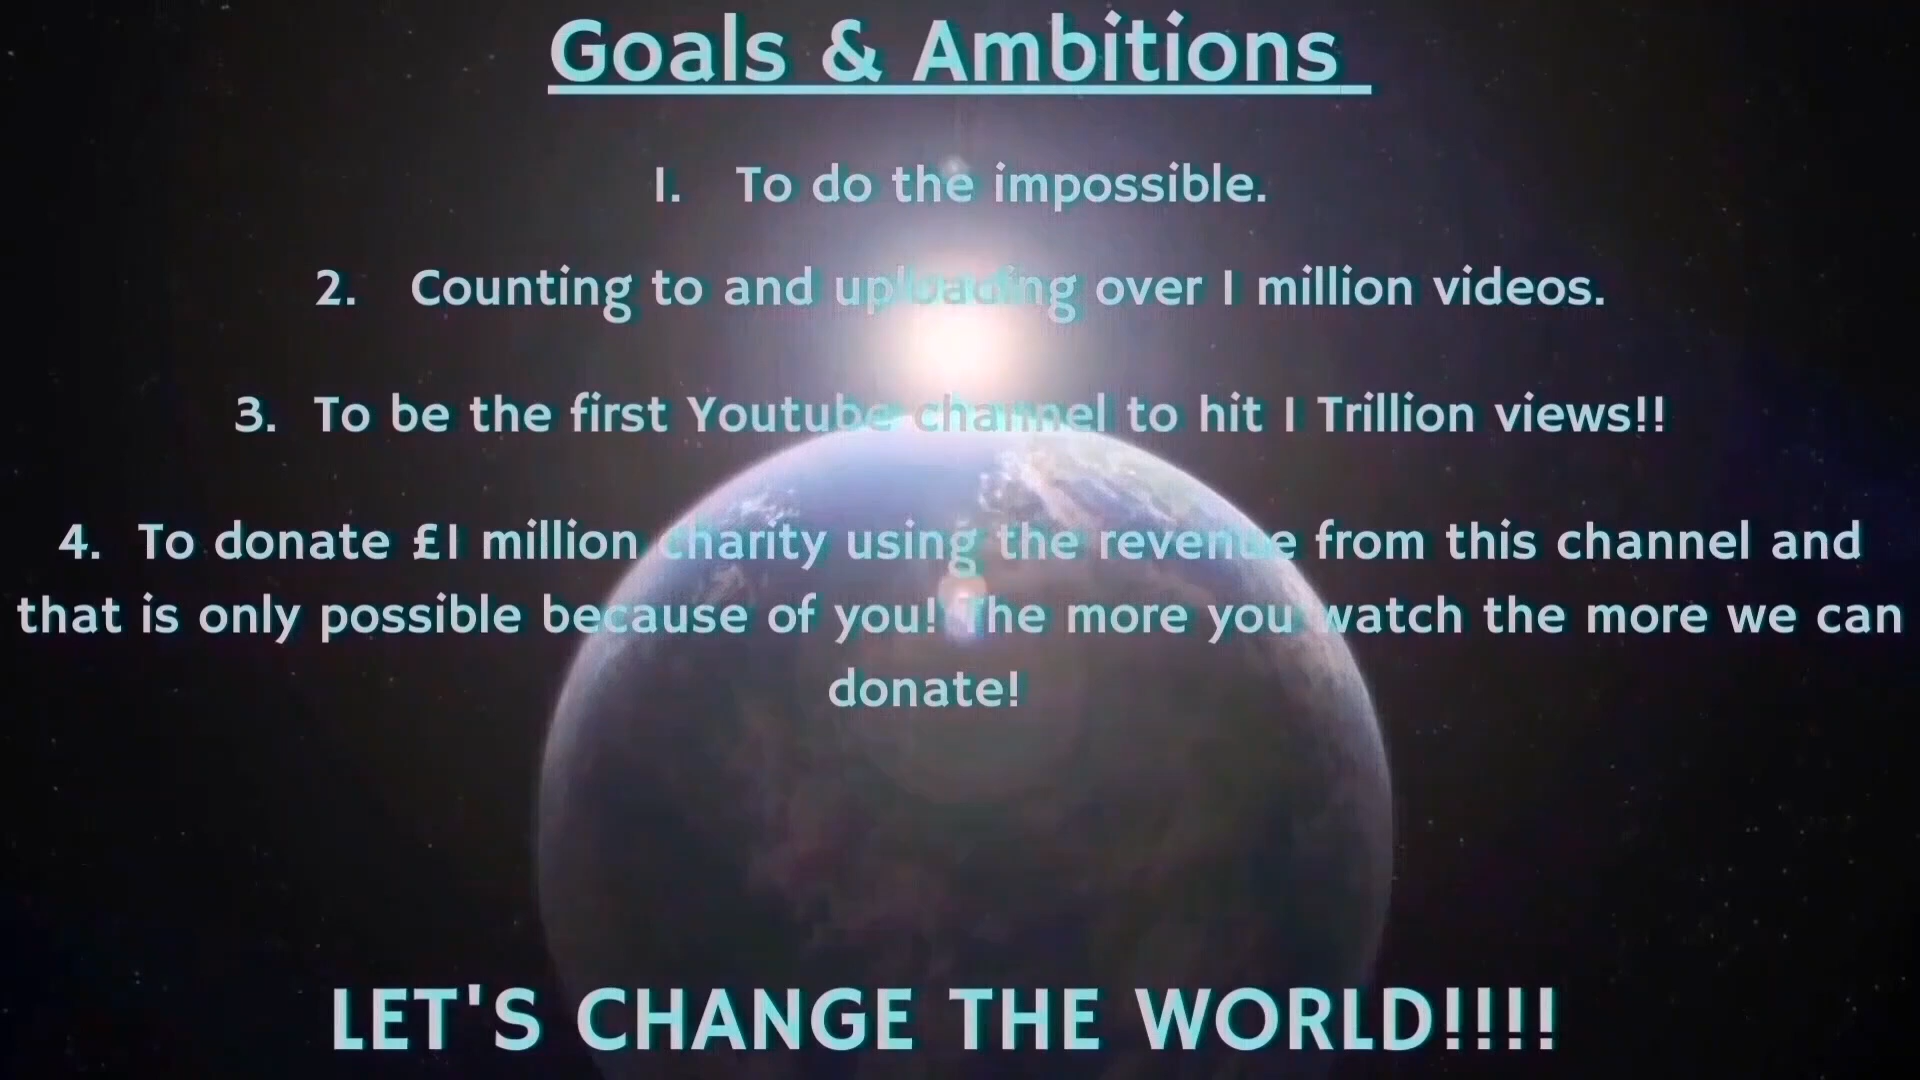 Goals & Ambitions
1. To do the impossible.
2. Counting to and uploading over 1 million videos.
3. To be the first Youtube channel to hit 1 Trillion views!!
4. To donate £1 million charity using the revenue from this channel and
that is only possible because of you! The more you watch the more we can
donate!
LET'S CHANGE THE WORLD!!!!